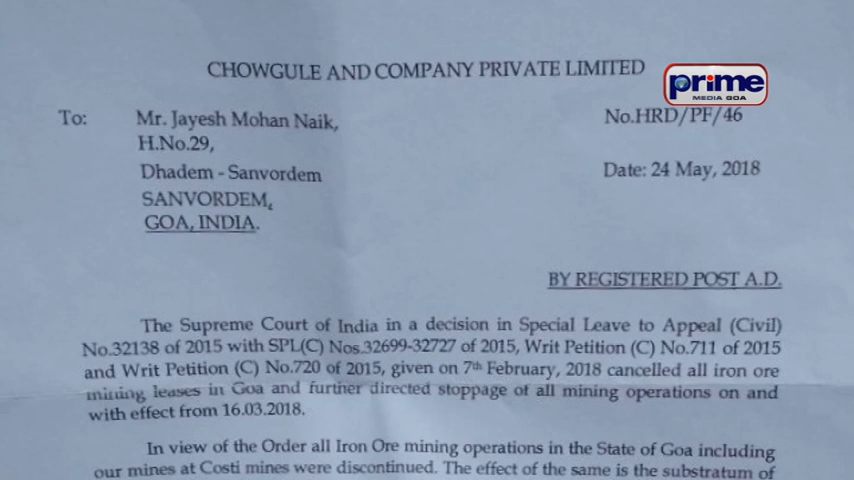 CHOWGULE AND COMPANY PRIVATE LIMITED
prime
MEDIA GOA
To: Mr. Jayesh Mohan Naik, No.HRD/PF/46
H.No.29,
Dhadem - Sanvordem Date: 24 May, 2018
SANVORDEM,
GOA, INDIA.
BY REGISTERED POST A.D.
The Supreme Court of India in a decision in Special Leave to Appeal (Civil)
No.32138 of 2015 with SPL(C) Nos.32699-32727 of 2015, Writ Petition (C) No.711 of 2015
and Writ Petition (C) No.720 of 2015, given on 7th February, 2018 cancelled all iron ore
mining leases in Goa and further directed stoppage of all mining operations on and
with effect from 16.03.2018.
In view of the Order all Iron Ore mining operations in the State of Goa including
our mines at Costi mines were discontinued. The effect of the same is the substratum of